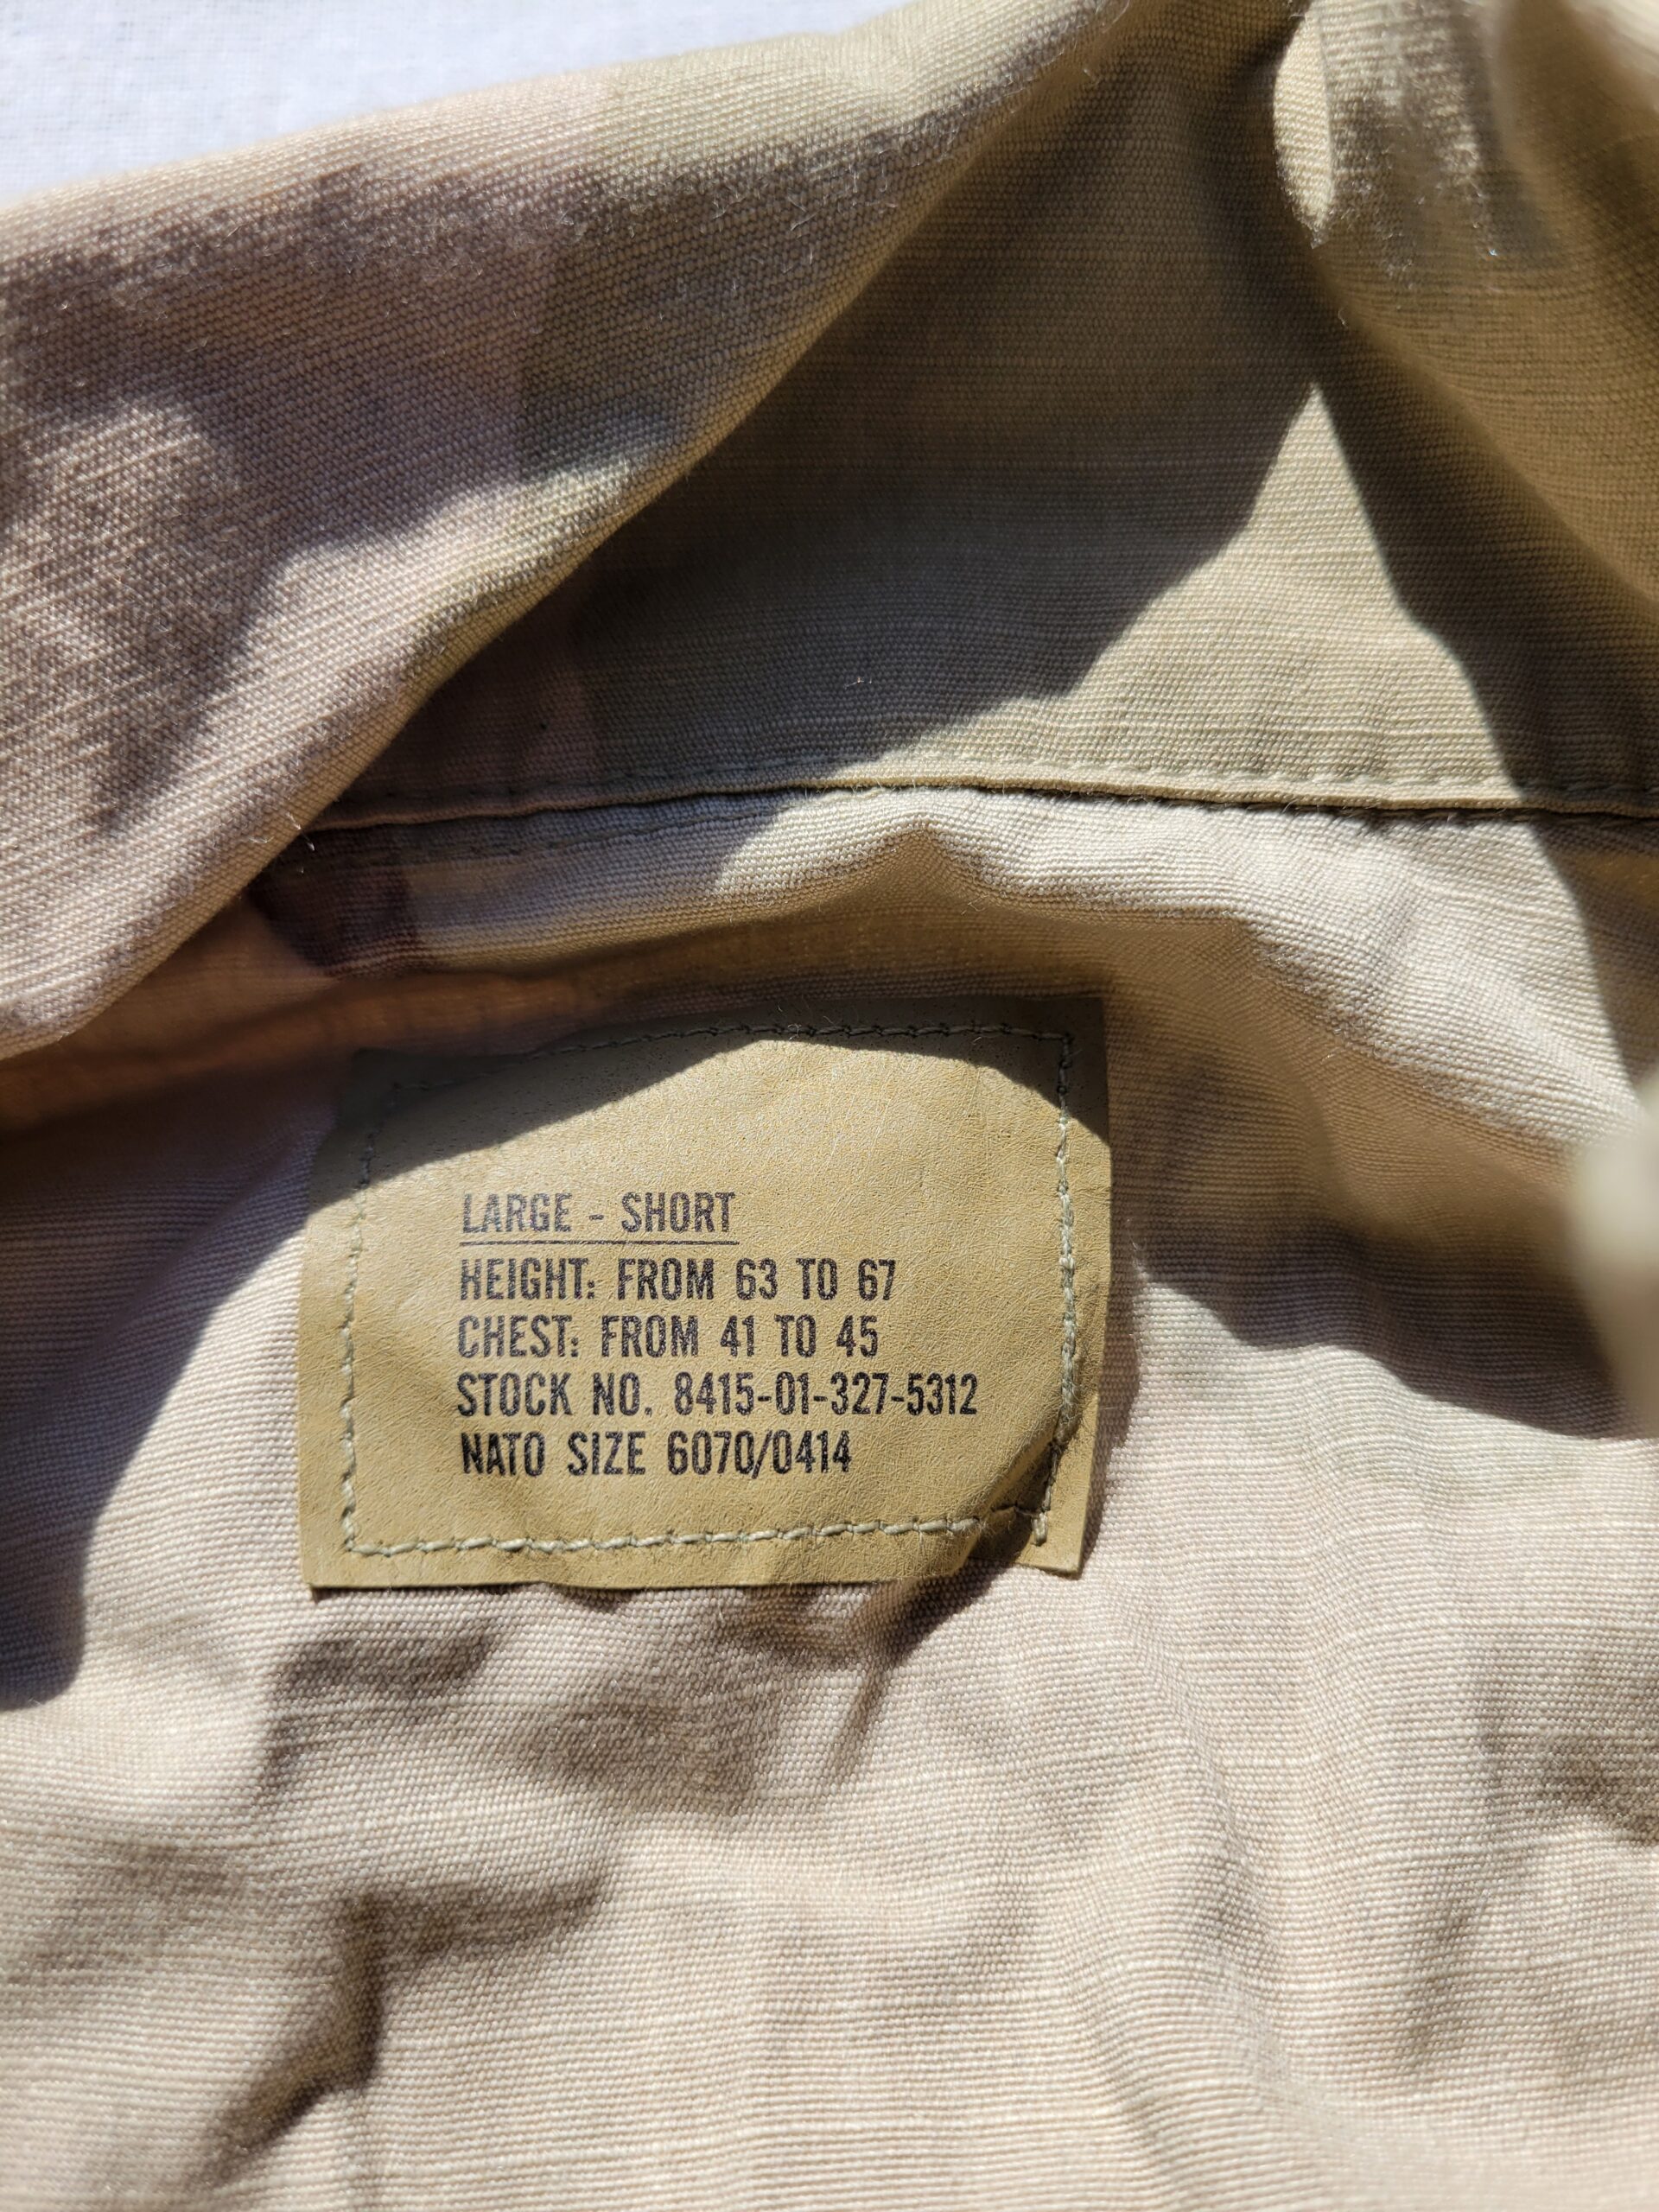 LARGE - SHORT
HEIGHT: FROM 63 TO 67
CHEST: FROM 41 TO 45
STOCK NO. 8415-01-327-5312
NATO SIZE 6070/0414